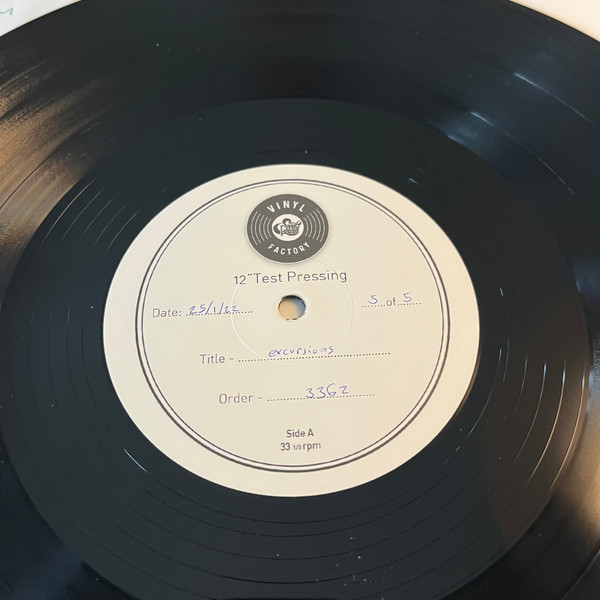 VINYL
FACTORY
12" Test Pressing
Date: 25/1/22 5 of 5
Title - excursions
Order - 3362
Side A
33 1/3 rpm